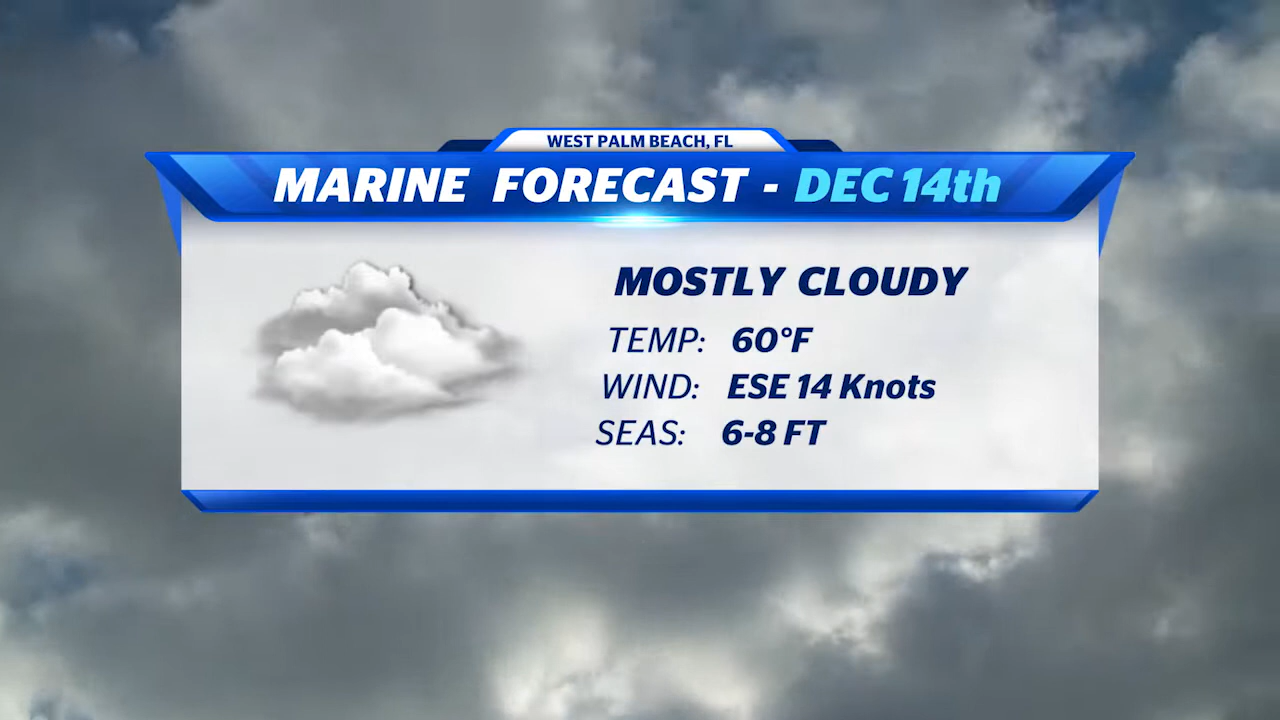 WEST PALM BEACH, FL
MARINE FORECAST - DEC 14th
MOSTLY CLOUDY
TEMP: 60°F
WIND: ESE 14 Knots
SEAS: 6-8 FT